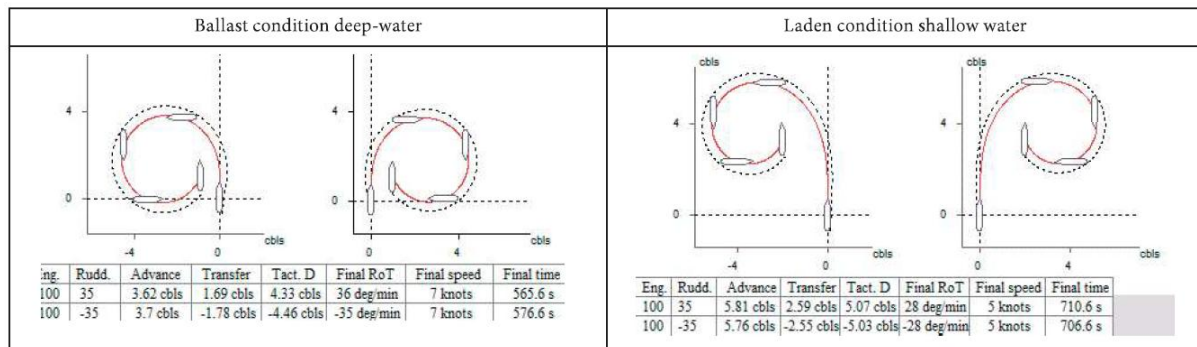 Ballast condition deep-water
Laden condition shallow water
4
0
-4
0
cbls
4
0
0
4
cbls
Eng. Rudd. Advance Transfer Tact. D Final RoT Final speed Final time
100 35 3.62 cbls 1.69 cbls 4.33 cbls 36 deg/min 7 knots 565.6 s
100 -35 3.7 cbls -1.78 cbls -4.46 cbls -35 deg/min 7 knots 576.6 s
cbls
4
0
-4
0
cbls
cbls
4
0
0
4
cbls
Eng. Rudd. Advance Transfer Tact. D Final RoT Final speed Final time
100 35 5.81 cbls 2.59 cbls 5.07 cbls 28 deg/min 5 knots 710.6 s
100 -35 5.76 cbls -2.55 cbls -5.03 cbls -28 deg/min 5 knots 706.6 s